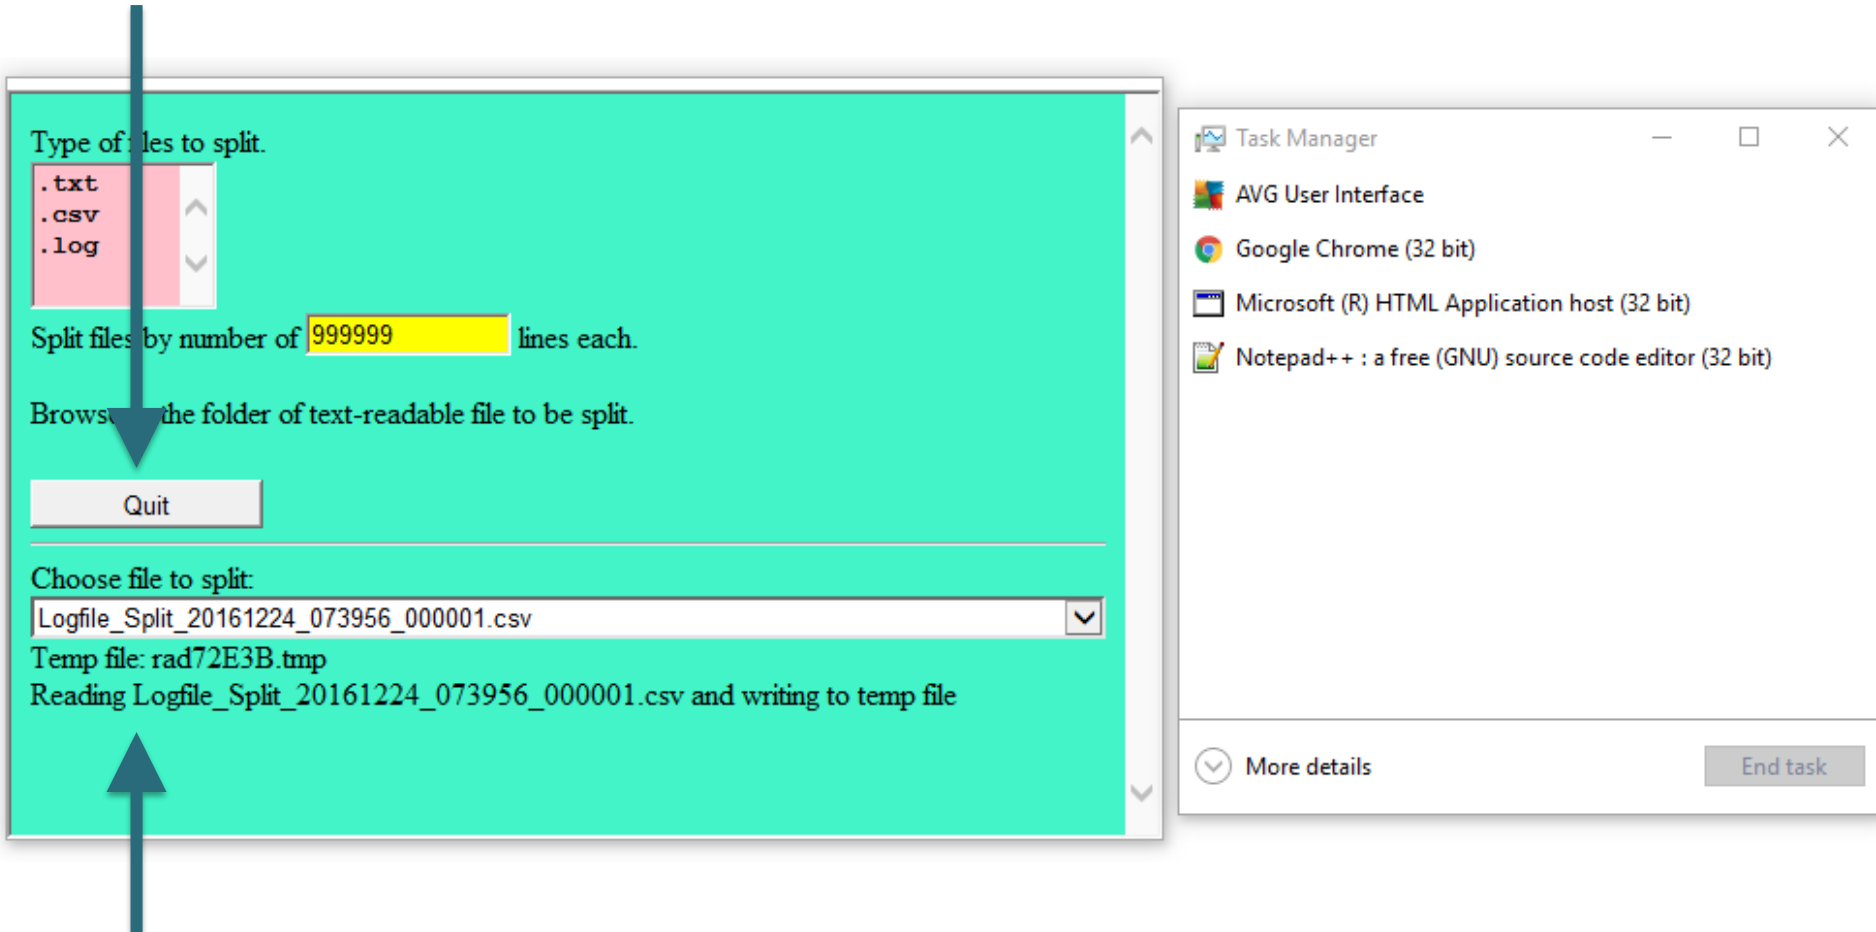 Type of files to split.
.txt
.csv
.log
Split files by number of 999999 lines each.
Browse the folder of text-readable file to be split.
Quit
Choose file to split:
Logfile_Split_20161224_073956_000001.csv
Temp file: rad72E3B.tmp
Reading Logfile_Split_20161224_073956_000001.csv and writing to temp file
Task Manager
AVG User Interface
Google Chrome (32 bit)
Microsoft (R) HTML Application host (32 bit)
Notepad++ : a free (GNU) source code editor (32 bit)
More details
End task